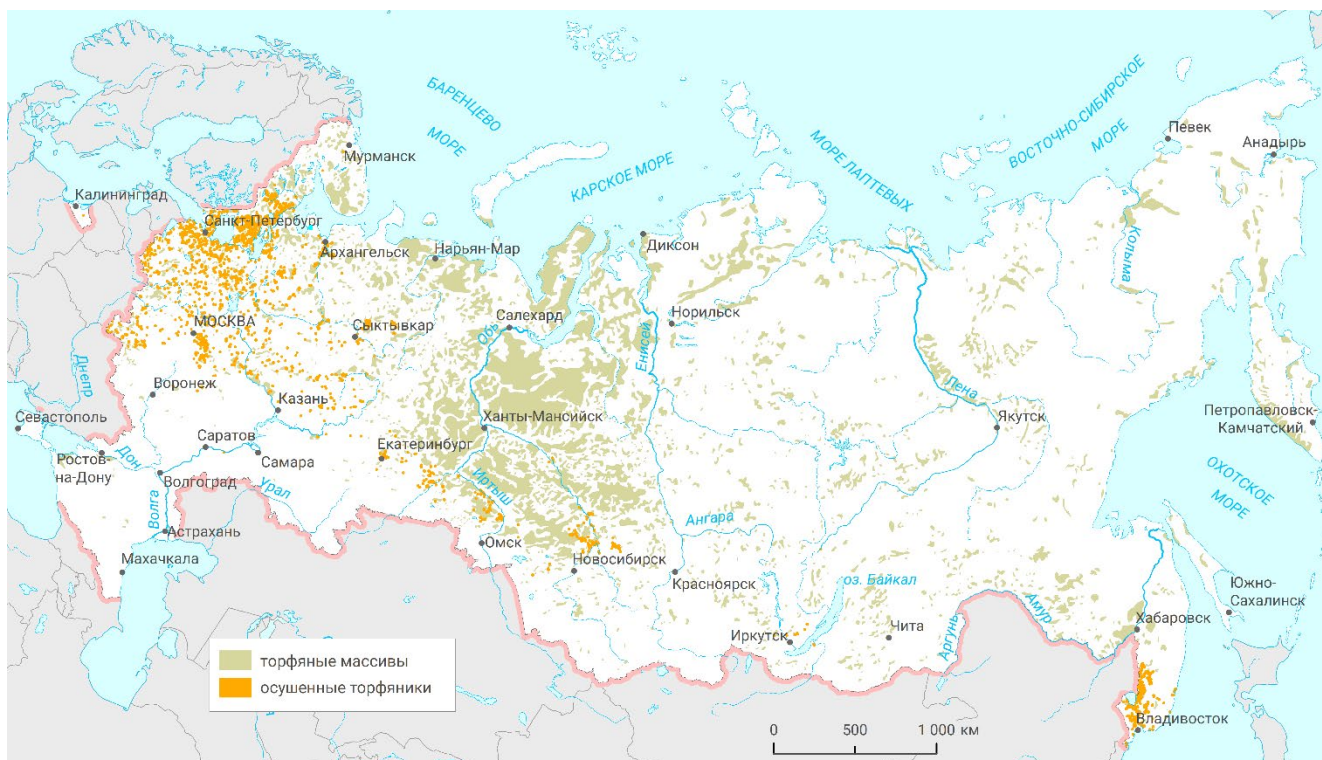 БАРЕНЦЕВО
МОРЕ
КАРСКОЕ МОРЕ
МОРЕ ЛАПТЕВЫХ
ВОСТОЧНО-СИБИРСКОЕ
МОРЕ
Певек
Анадырь
Мурманск
Калининград
Санкт-Петербург
Архангельск
Нарьян-Мар
Диксон
Колыма
МОСКВА
Сыктывкар
Салехард
Обь
Енисей
Норильск
Днепр
Воронеж
Казань
Ханты-Мансийск
Лена
Якутск
Петропавловск-
Камчатский
Севастополь
Саратов
Екатеринбург
Ростов-
на-Дону
Дон
Самара
Волгоград
Урал
Иртыш
ОХОТСКОЕ
МОРЕ
Волга
Астрахань
Ангара
Омск
Махачкала
Новосибирск
Красноярск
оз. Байкал
Южно-
Сахалинск
Иркутск
Чита
Аргунь
Амур
Хабаровск
торфяные массивы
осушенные торфяники
Владивосток
0 500 1 000 км